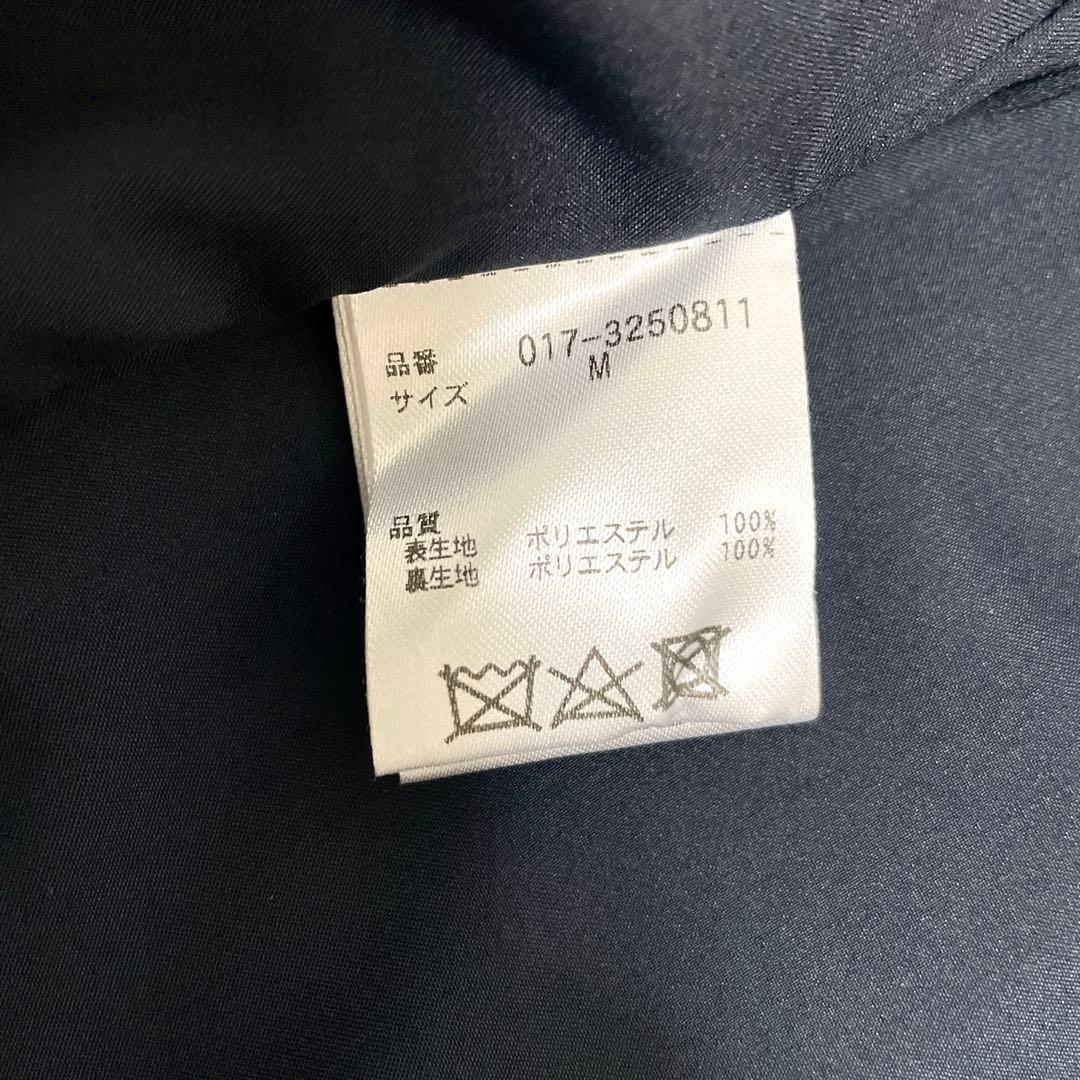 品番 017-3250811
サイズ M
品質
表生地 ポリエステル 100%
裏生地 ポリエステル 100%